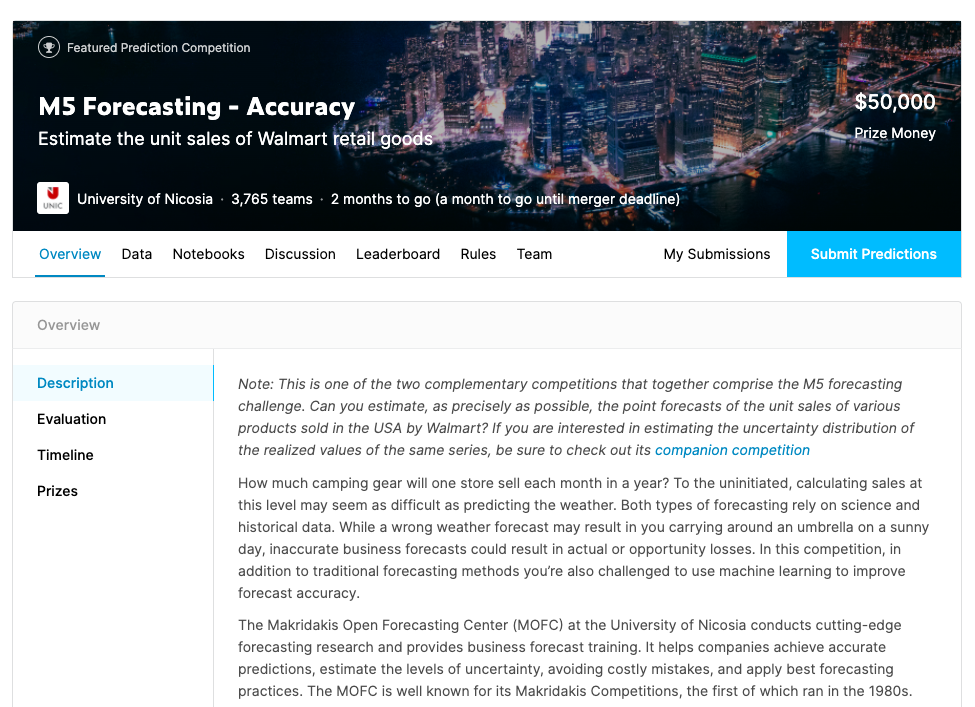 Featured Prediction Competition
M5 Forecasting - Accuracy
Estimate the unit sales of Walmart retail goods
$50,000
Prize Money
UNIC
University of Nicosia · 3,765 teams · 2 months to go (a month to go until merger deadline)
Overview Data Notebooks Discussion Leaderboard Rules Team My Submissions Submit Predictions
Overview
Description
Evaluation
Timeline
Prizes
Note: This is one of the two complementary competitions that together comprise the M5 forecasting
challenge. Can you estimate, as precisely as possible, the point forecasts of the unit sales of various
products sold in the USA by Walmart? If you are interested in estimating the uncertainty distribution of
the realized values of the same series, be sure to check out its companion competition
How much camping gear will one store sell each month in a year? To the uninitiated, calculating sales at
this level may seem as difficult as predicting the weather. Both types of forecasting rely on science and
historical data. While a wrong weather forecast may result in you carrying around an umbrella on a sunny
day, inaccurate business forecasts could result in actual or opportunity losses. In this competition, in
addition to traditional forecasting methods you’re also challenged to use machine learning to improve
forecast accuracy.
The Makridakis Open Forecasting Center (MOFC) at the University of Nicosia conducts cutting-edge
forecasting research and provides business forecast training. It helps companies achieve accurate
predictions, estimate the levels of uncertainty, avoiding costly mistakes, and apply best forecasting
practices. The MOFC is well known for its Makridakis Competitions, the first of which ran in the 1980s.